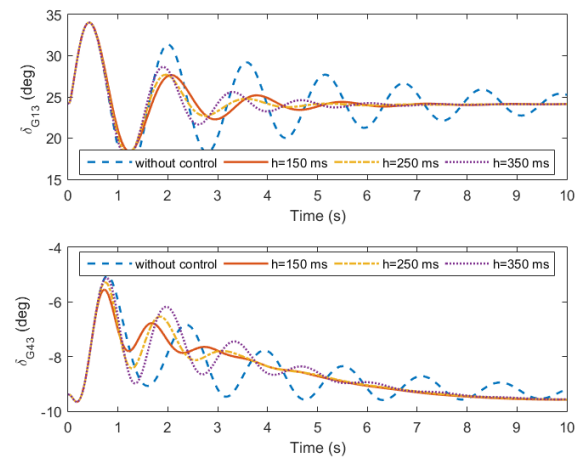 35
30
25
20
15
δG13 (deg)
without control h=150 ms h=250 ms h=350 ms
0 1 2 3 4 5 6 7 8 9 10
Time (s)
-4
-6
-8
-10
δG43 (deg)
without control h=150 ms h=250 ms h=350 ms
0 1 2 3 4 5 6 7 8 9 10
Time (s)